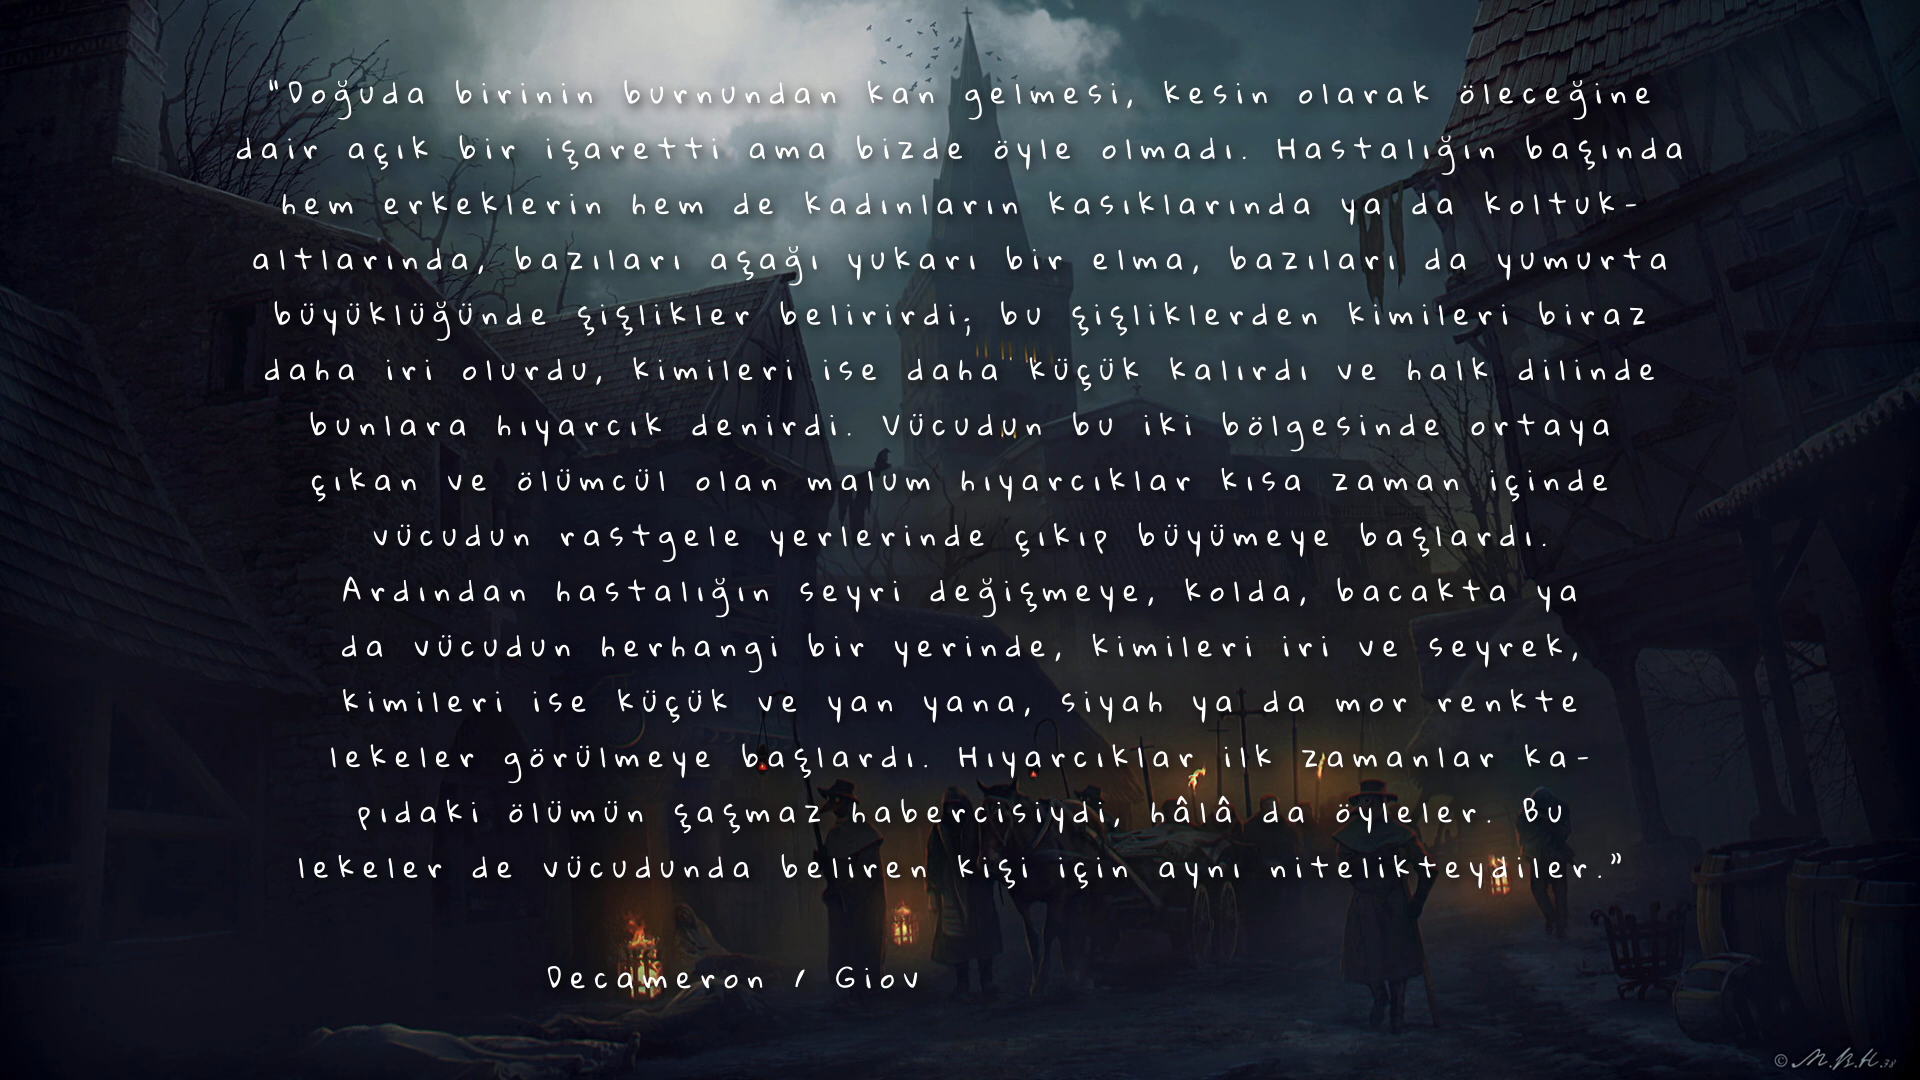 "Doğuda birinin burnundan kan gelmesi, kesin olarak öleceğine
dair açık bir işaretti ama bizde öyle olmadı. Hastalığın başında
hem erkeklerin hem de kadınların kasıklarında ya da koltuk-
altlarında, bazıları aşağı yukarı bir elma, bazıları da yumurta
büyüklüğünde şişlikler belirirdi; bu şişliklerden kimileri biraz
daha iri olurdu, kimileri ise daha küçük kalırdı ve halk dilinde
bunlara hıyarcık denirdi. Vücudun bu iki bölgesinde ortaya
çıkan ve ölümcül olan malum hıyarcıklar kısa zaman içinde
vücudun rastgele yerlerinde çıkıp büyümeye başlardı.
Ardından hastalığın seyri değişmeye, kolda, bacakta ya
da vücudun herhangi bir yerinde, kimileri iri ve seyrek,
kimileri ise küçük ve yan yana, siyah ya da mor renkte
lekeler görülmeye başlardı. Hıyarcıklar ilk zamanlar ka-
pıdaki ölümün şaşmaz habercisiydi, hâlâ da öyleler. Bu
lekeler de vücudunda beliren kişi için aynı nitelikteydiler.”
Decameron / Giov
© M.B.H.38